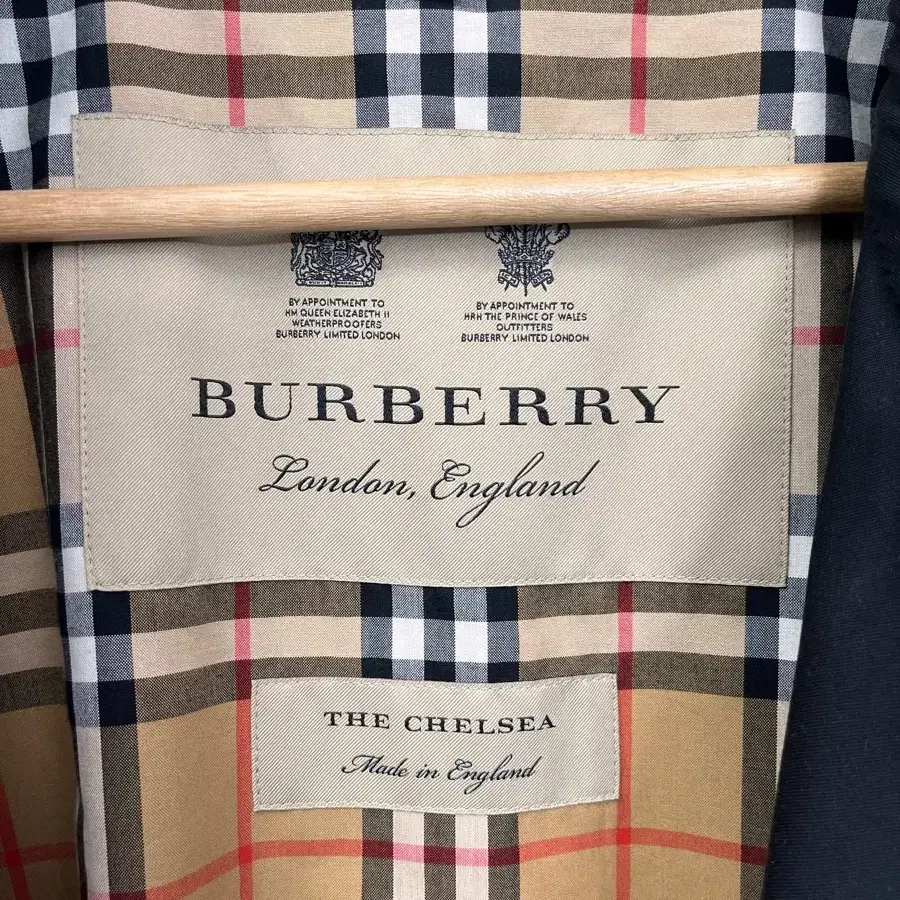 BY APPOINTMENT TO
HM QUEEN ELIZABETH II
WEATHERPROOFERS
BURBERRY LIMITED LONDON
BY APPOINTMENT TO
HRH THE PRINCE OF WALES
OUTFITTERS
BURBERRY LIMITED LONDON
BURBERRY
London, England
THE CHELSEA
Made in England